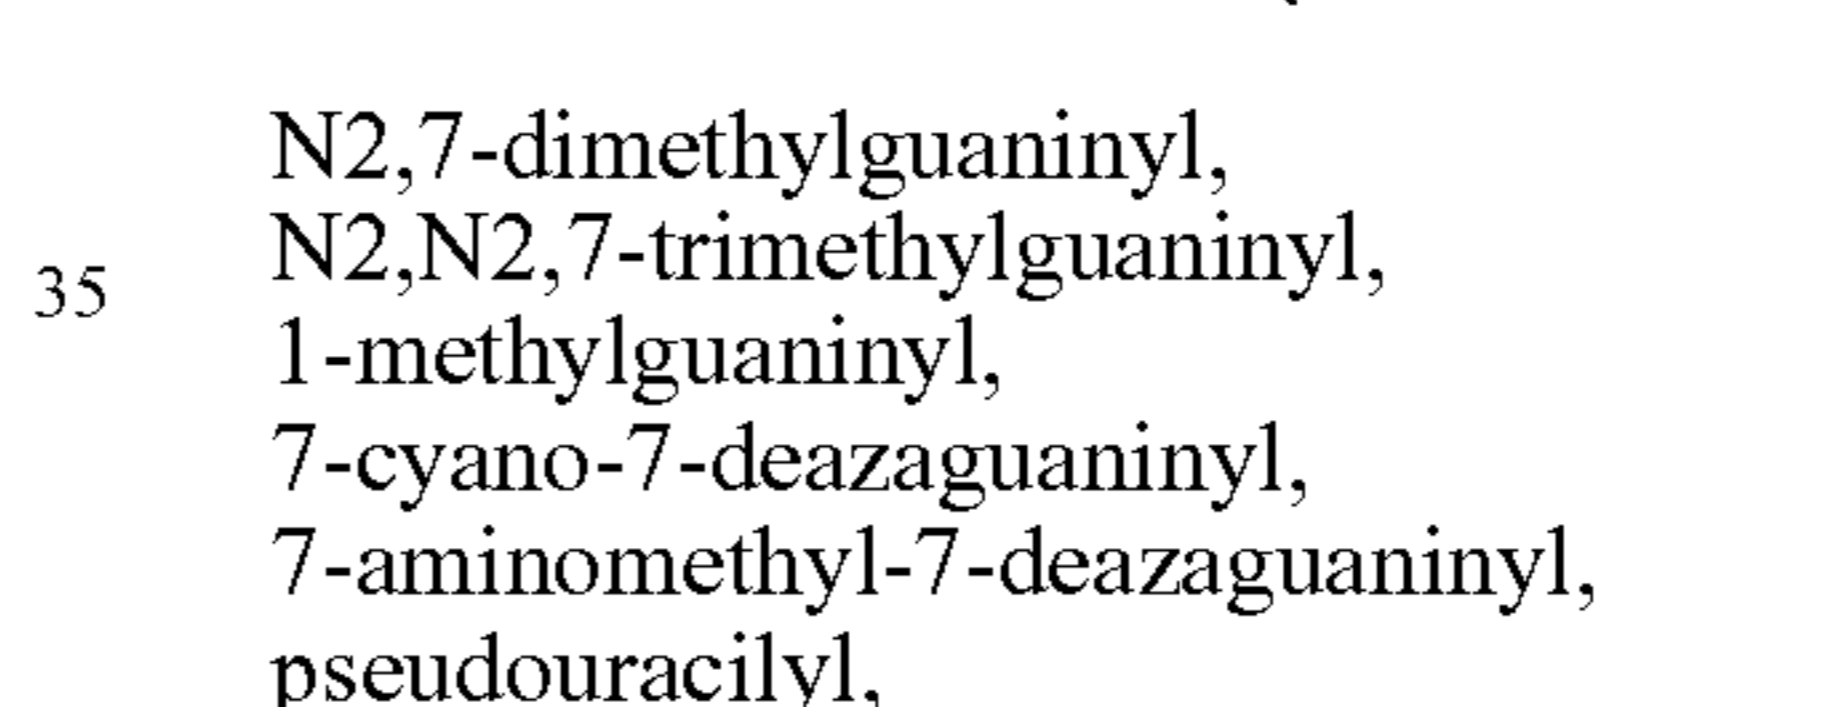 N2,7-dimethylguaninyl,
N2,N2,7-trimethylguaninyl,
35
1-methylguaninyl,
7-cyano-7-deazaguaninyl,
7-aminomethyl-7-deazaguaninyl,
pseudouracilyl,